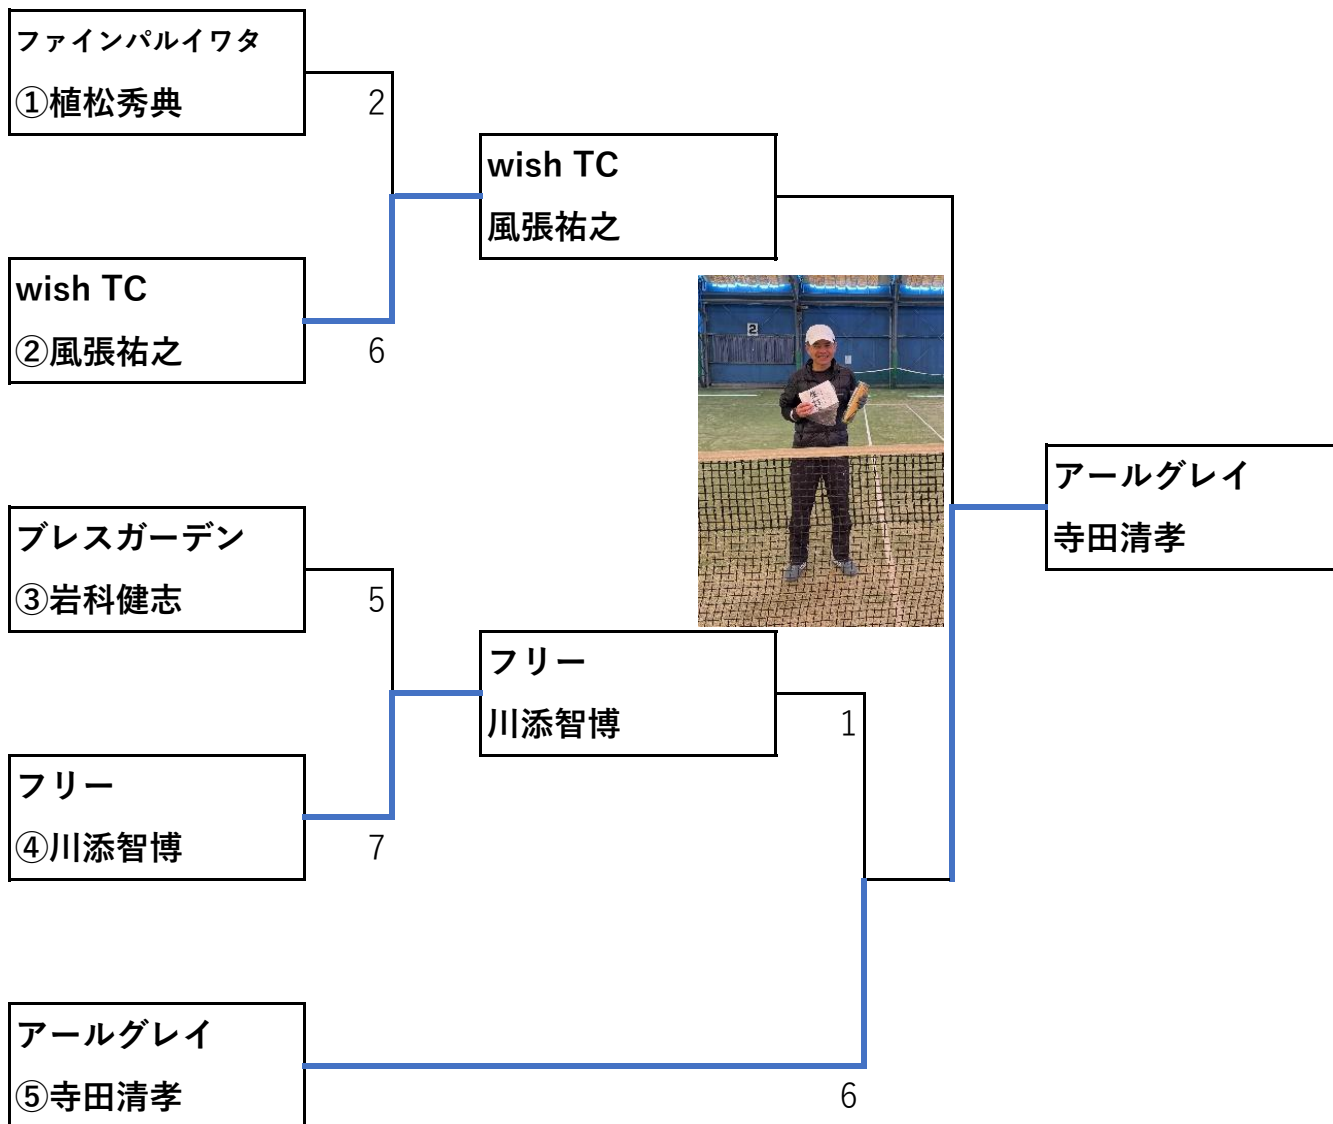 ファインパルイワタ
①植松秀典
2
wish TC
②風張祐之
6
wish TC
風張祐之
2
ブレスガーデン
③岩科健志
5
フリー
④川添智博
7
フリー
川添智博
1
アールグレイ
⑤寺田清孝
6
アールグレイ
寺田清孝